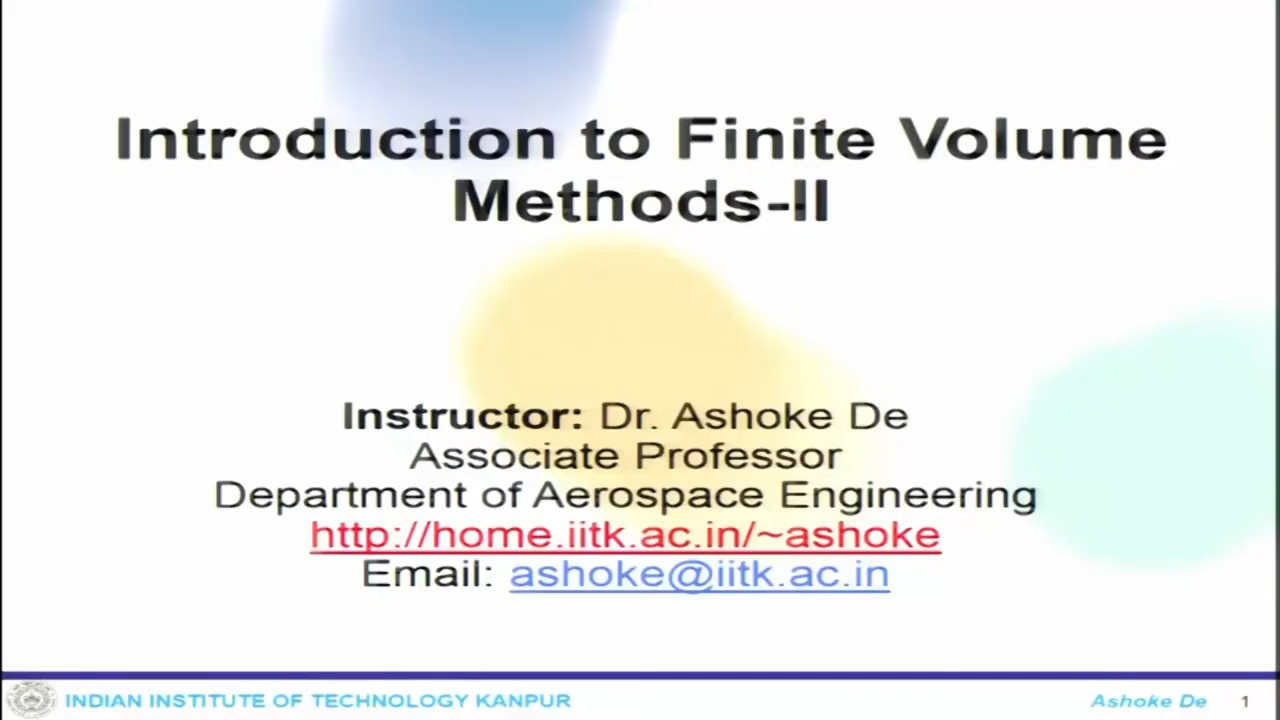 Introduction to Finite Volume
Methods-II
Instructor: Dr. Ashoke De
Associate Professor
Department of Aerospace Engineering
http://home.iitk.ac.in/~ashoke
Email: ashoke@iitk.ac.in
INDIAN INSTITUTE OF TECHNOLOGY KANPUR
Ashoke De 1